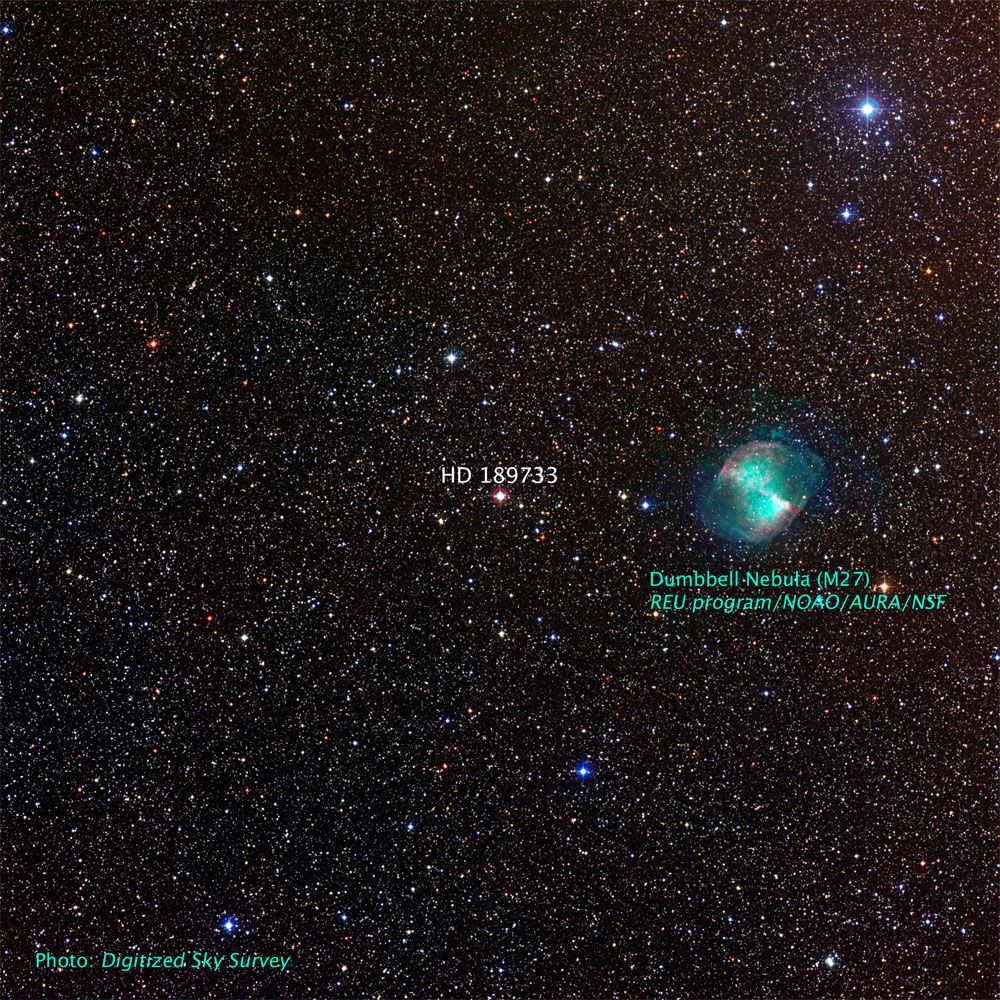 HD 189733
Dumbbell Nebula (M27)
REU program/NOAO/AURA/NSF
Photo: Digitized Sky Survey